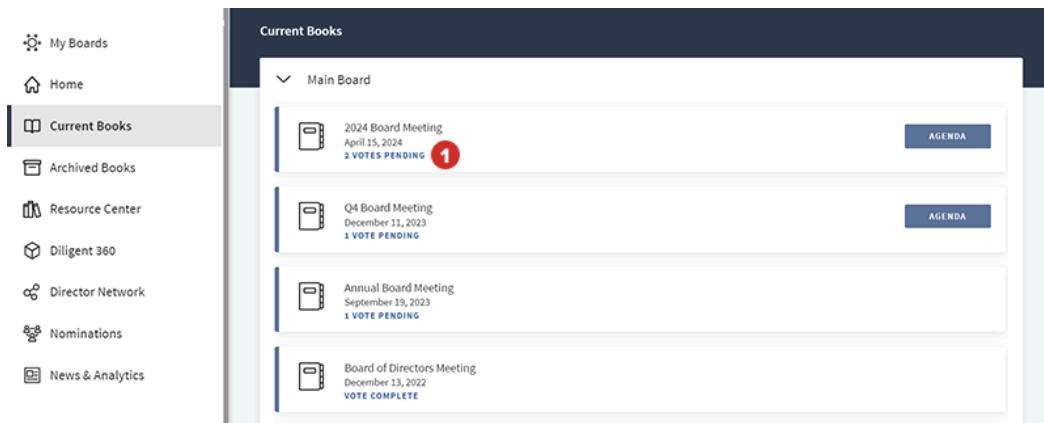 My Boards
Home
Current Books
Archived Books
Resource Center
Diligent 360
Director Network
Nominations
News & Analytics
Current Books
Main Board
2024 Board Meeting
April 15, 2024
2 VOTES PENDING 1
AGENDA
Q4 Board Meeting
December 11, 2023
1 VOTE PENDING
AGENDA
Annual Board Meeting
September 19, 2023
1 VOTE PENDING
Board of Directors Meeting
December 13, 2022
VOTE COMPLETE